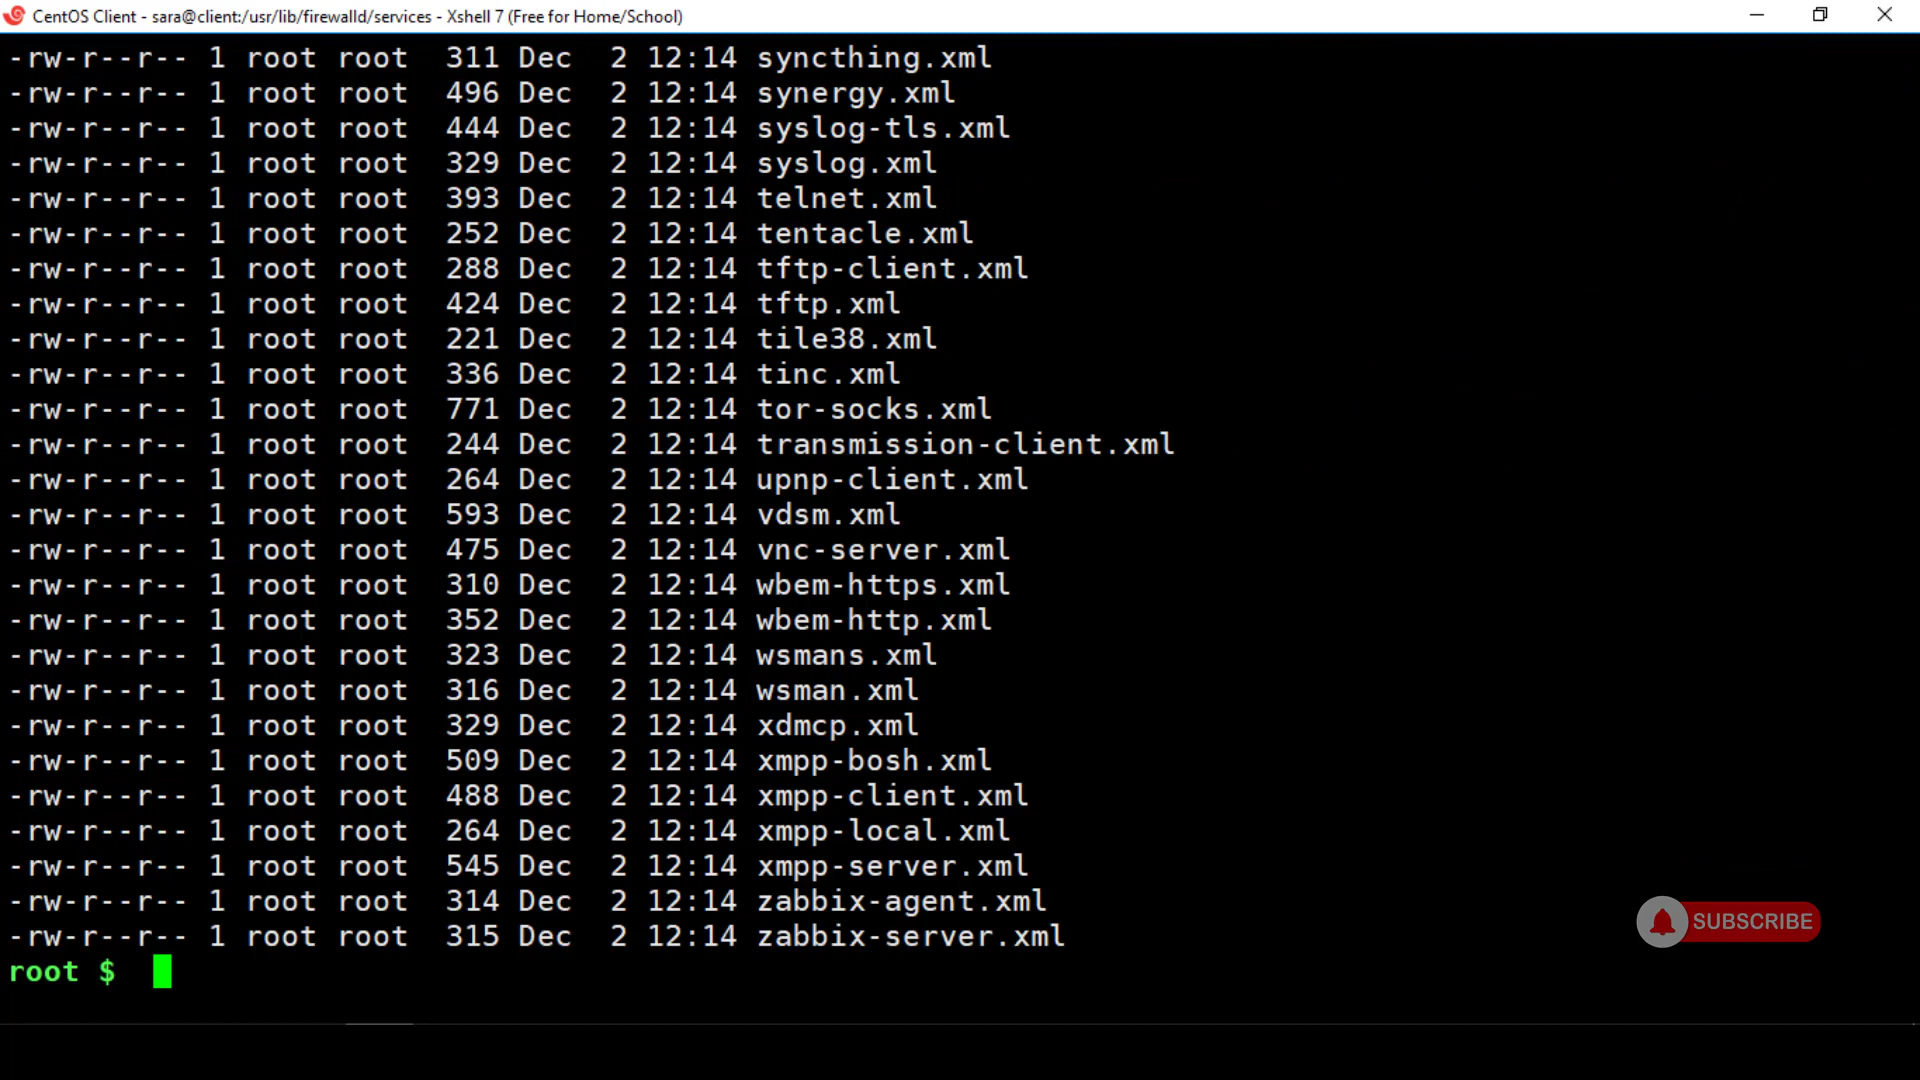 CentOS Client - sara@client:/usr/lib/firewalld/services - Xshell 7 (Free for Home/School)
-rw-r--r-- 1 root root  311 Dec  2 12:14 syncthing.xml
-rw-r--r-- 1 root root  496 Dec  2 12:14 synergy.xml
-rw-r--r-- 1 root root  444 Dec  2 12:14 syslog-tls.xml
-rw-r--r-- 1 root root  329 Dec  2 12:14 syslog.xml
-rw-r--r-- 1 root root  393 Dec  2 12:14 telnet.xml
-rw-r--r-- 1 root root  252 Dec  2 12:14 tentacle.xml
-rw-r--r-- 1 root root  288 Dec  2 12:14 tftp-client.xml
-rw-r--r-- 1 root root  424 Dec  2 12:14 tftp.xml
-rw-r--r-- 1 root root  221 Dec  2 12:14 tile38.xml
-rw-r--r-- 1 root root  336 Dec  2 12:14 tinc.xml
-rw-r--r-- 1 root root  771 Dec  2 12:14 tor-socks.xml
-rw-r--r-- 1 root root  244 Dec  2 12:14 transmission-client.xml
-rw-r--r-- 1 root root  264 Dec  2 12:14 upnp-client.xml
-rw-r--r-- 1 root root  593 Dec  2 12:14 vdsm.xml
-rw-r--r-- 1 root root  475 Dec  2 12:14 vnc-server.xml
-rw-r--r-- 1 root root  310 Dec  2 12:14 wbem-https.xml
-rw-r--r-- 1 root root  352 Dec  2 12:14 wbem-http.xml
-rw-r--r-- 1 root root  323 Dec  2 12:14 wsmans.xml
-rw-r--r-- 1 root root  316 Dec  2 12:14 wsman.xml
-rw-r--r-- 1 root root  329 Dec  2 12:14 xdmcp.xml
-rw-r--r-- 1 root root  509 Dec  2 12:14 xmpp-bosh.xml
-rw-r--r-- 1 root root  488 Dec  2 12:14 xmpp-client.xml
-rw-r--r-- 1 root root  264 Dec  2 12:14 xmpp-local.xml
-rw-r--r-- 1 root root  545 Dec  2 12:14 xmpp-server.xml
-rw-r--r-- 1 root root  314 Dec  2 12:14 zabbix-agent.xml
-rw-r--r-- 1 root root  315 Dec  2 12:14 zabbix-server.xml
root $
SUBSCRIBE